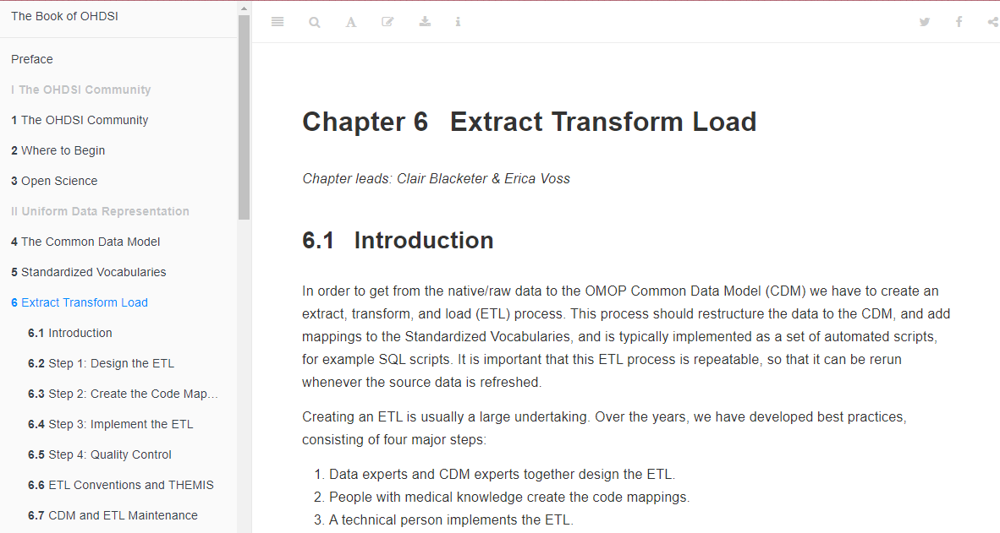 The Book of OHDSI
Preface
I The OHDSI Community
1 The OHDSI Community
2 Where to Begin
3 Open Science
II Uniform Data Representation
4 The Common Data Model
5 Standardized Vocabularies
6 Extract Transform Load
6.1 Introduction
6.2 Step 1: Design the ETL
6.3 Step 2: Create the Code Map…
6.4 Step 3: Implement the ETL
6.5 Step 4: Quality Control
6.6 ETL Conventions and THEMIS
6.7 CDM and ETL Maintenance
Chapter 6 Extract Transform Load
Chapter leads: Clair Blacketer & Erica Voss
6.1 Introduction
In order to get from the native/raw data to the OMOP Common Data Model (CDM) we have to create an
extract, transform, and load (ETL) process. This process should restructure the data to the CDM, and add
mappings to the Standardized Vocabularies, and is typically implemented as a set of automated scripts,
for example SQL scripts. It is important that this ETL process is repeatable, so that it can be rerun
whenever the source data is refreshed.
Creating an ETL is usually a large undertaking. Over the years, we have developed best practices,
consisting of four major steps:
1. Data experts and CDM experts together design the ETL.
2. People with medical knowledge create the code mappings.
3. A technical person implements the ETL.